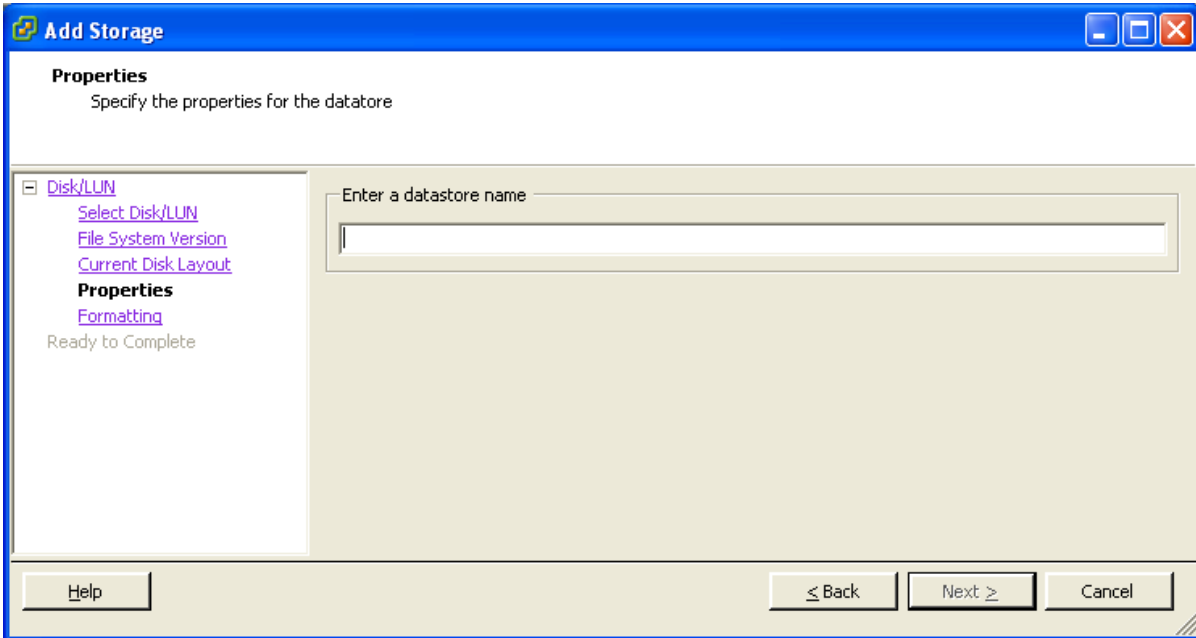 Add Storage
Properties
Specify the properties for the datatore
Disk/LUN
Select Disk/LUN
File System Version
Current Disk Layout
Properties
Formatting
Ready to Complete
Enter a datastore name
Help
< Back
Next >
Cancel